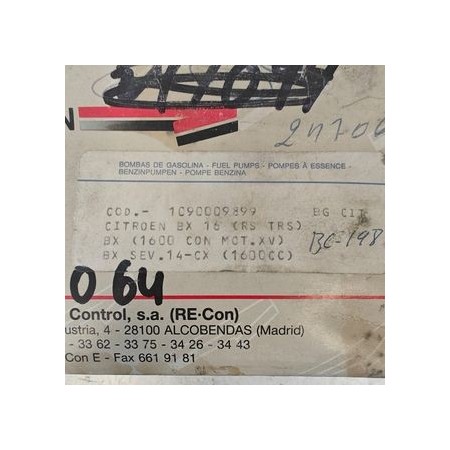 N
BOMBAS DE GASOLINA - FUEL PUMPS - POMPES À ESSENCE -
BENZINPUMPEN - POMPE BENZINA
COD.- 1090009899 BG CIT
CITROEN BX 16 (RS TRS)
BX (1600 CON MOT.XV)
BX SEV.14-CX (1600CC)
064
Control, s.a. (RE·Con)
ustria, 4 - 28100 ALCOBENDAS (Madrid)
- 33 62 - 33 75 - 34 26 - 34 43
Con E - Fax 661 91 81